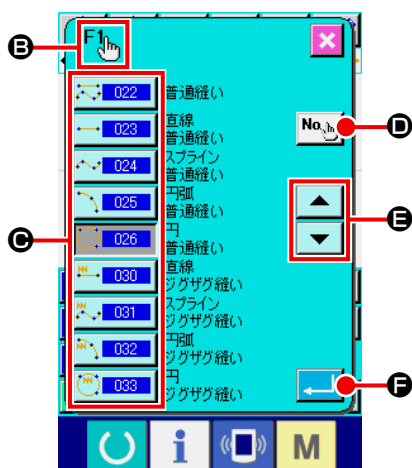 B
F1
022 普通縫い
023 直線
普通縫い
No.
D
024 スプライン
普通縫い
025 円弧
普通縫い
E
C
026 円
普通縫い
030 直線
ジグザグ縫い
031 スプライン
ジグザグ縫い
032 円弧
ジグザグ縫い
033 円
ジグザグ縫い
F
i
M